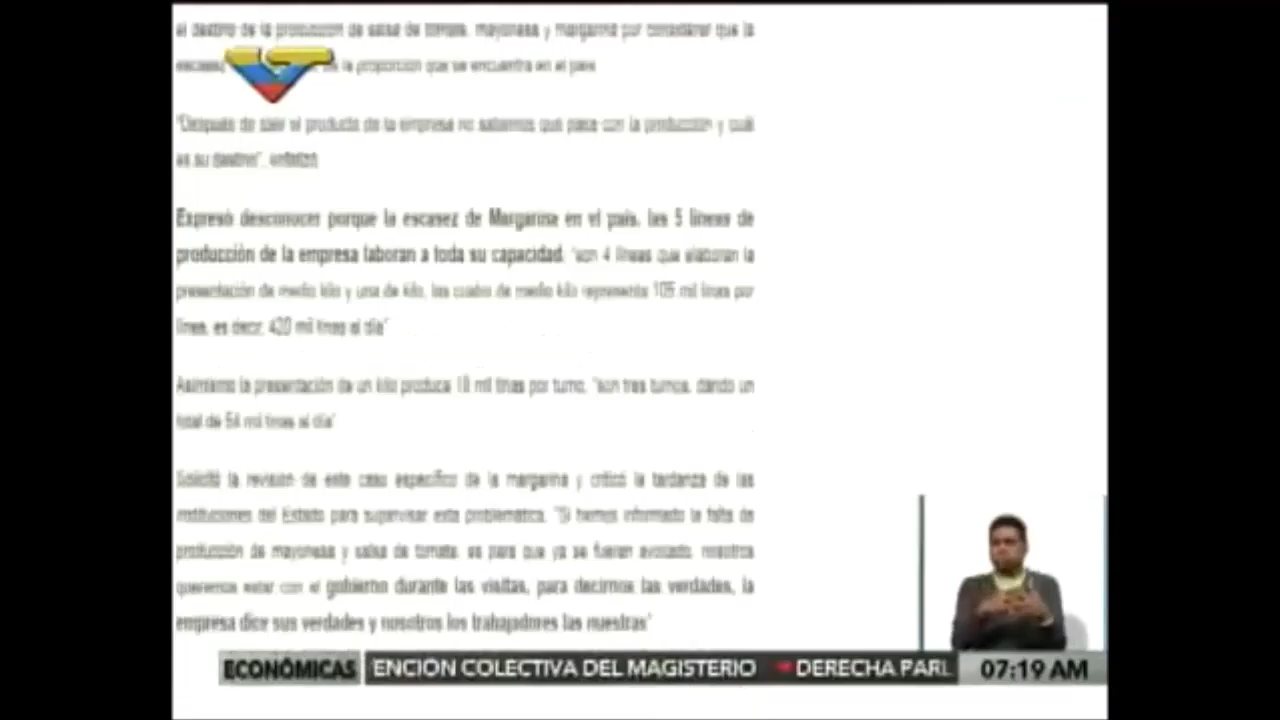 el destino de la producción de salsa de tomate, mayonesa y margarina por considerar que la
escasez la proporción que se encuentra en el país
"Después de salir el producto de la empresa no sabemos que pasa con la producción y cuál
es su destino", enfatizó
Expresó desconocer porque la escasez de Margarina en el país, las 5 líneas de
producción de la empresa laboran a toda su capacidad. "son 4 líneas que elaboran la
presentación de medio kilo y una de kilo, las cuales de medio kilo representa 105 mil tinas por
línea, es decir, 420 mil tinas al día"
Asimismo la presentación de un kilo produce 18 mil tinas por turno, "son tres turnos, dando un
total de 54 mil tinas al día"
Solicitó la revisión de este caso específico de la margarina y criticó la tardanza de las
instituciones del Estado para supervisar esta problemática. "Si hemos informado la falta de
producción de mayonesa y salsa de tomate, es para que ya se fueran avocado, nosotros
queremos estar con el gobierno durante las visitas, para decirnos las verdades, la
empresa dice sus verdades y nosotros los trabajadores las nuestras"
ECONÓMICAS ENCIÓN COLECTIVA DEL MAGISTERIO DERECHA PARL 07:19 AM